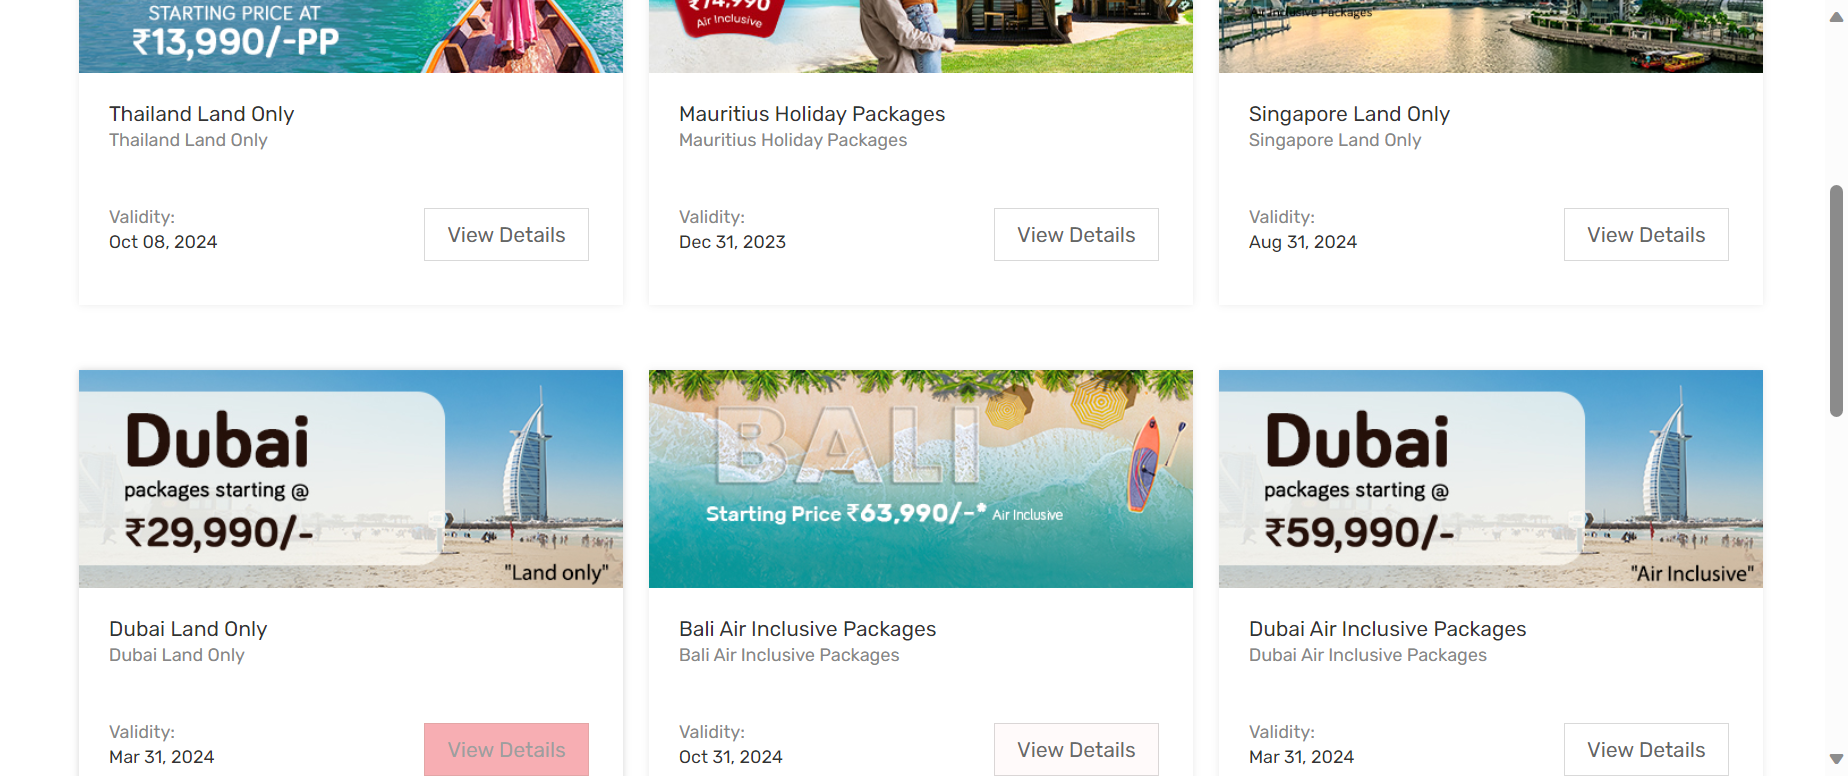 STARTING PRICE AT
₹13,990/-PP
₹74,990
Air Inclusive
Air Inclusive Packages"
Thailand Land Only
Thailand Land Only
Validity:
Oct 08, 2024
View Details
Mauritius Holiday Packages
Mauritius Holiday Packages
Validity:
Dec 31, 2023
View Details
Singapore Land Only
Singapore Land Only
Validity:
Aug 31, 2024
View Details
Dubai
packages starting @
₹29,990/-
"Land only"
Dubai Land Only
Dubai Land Only
Validity:
Mar 31, 2024
View Details
BALI
Starting Price ₹63,990/-* Air Inclusive
Bali Air Inclusive Packages
Bali Air Inclusive Packages
Validity:
Oct 31, 2024
View Details
Dubai
packages starting @
₹59,990/-
"Air Inclusive"
Dubai Air Inclusive Packages
Dubai Air Inclusive Packages
Validity:
Mar 31, 2024
View Details